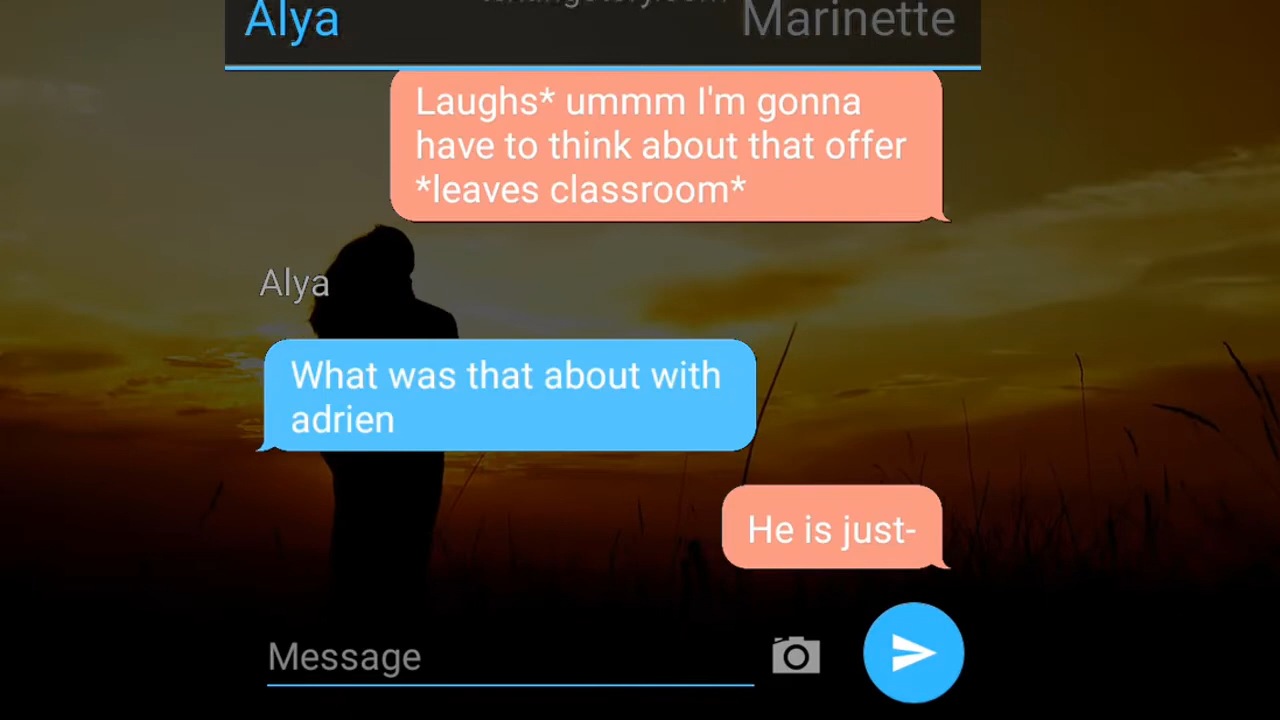 Alya Marinette
Laughs* ummm I'm gonna
have to think about that offer
*leaves classroom*
Alya
What was that about with
adrien
He is just-
Message